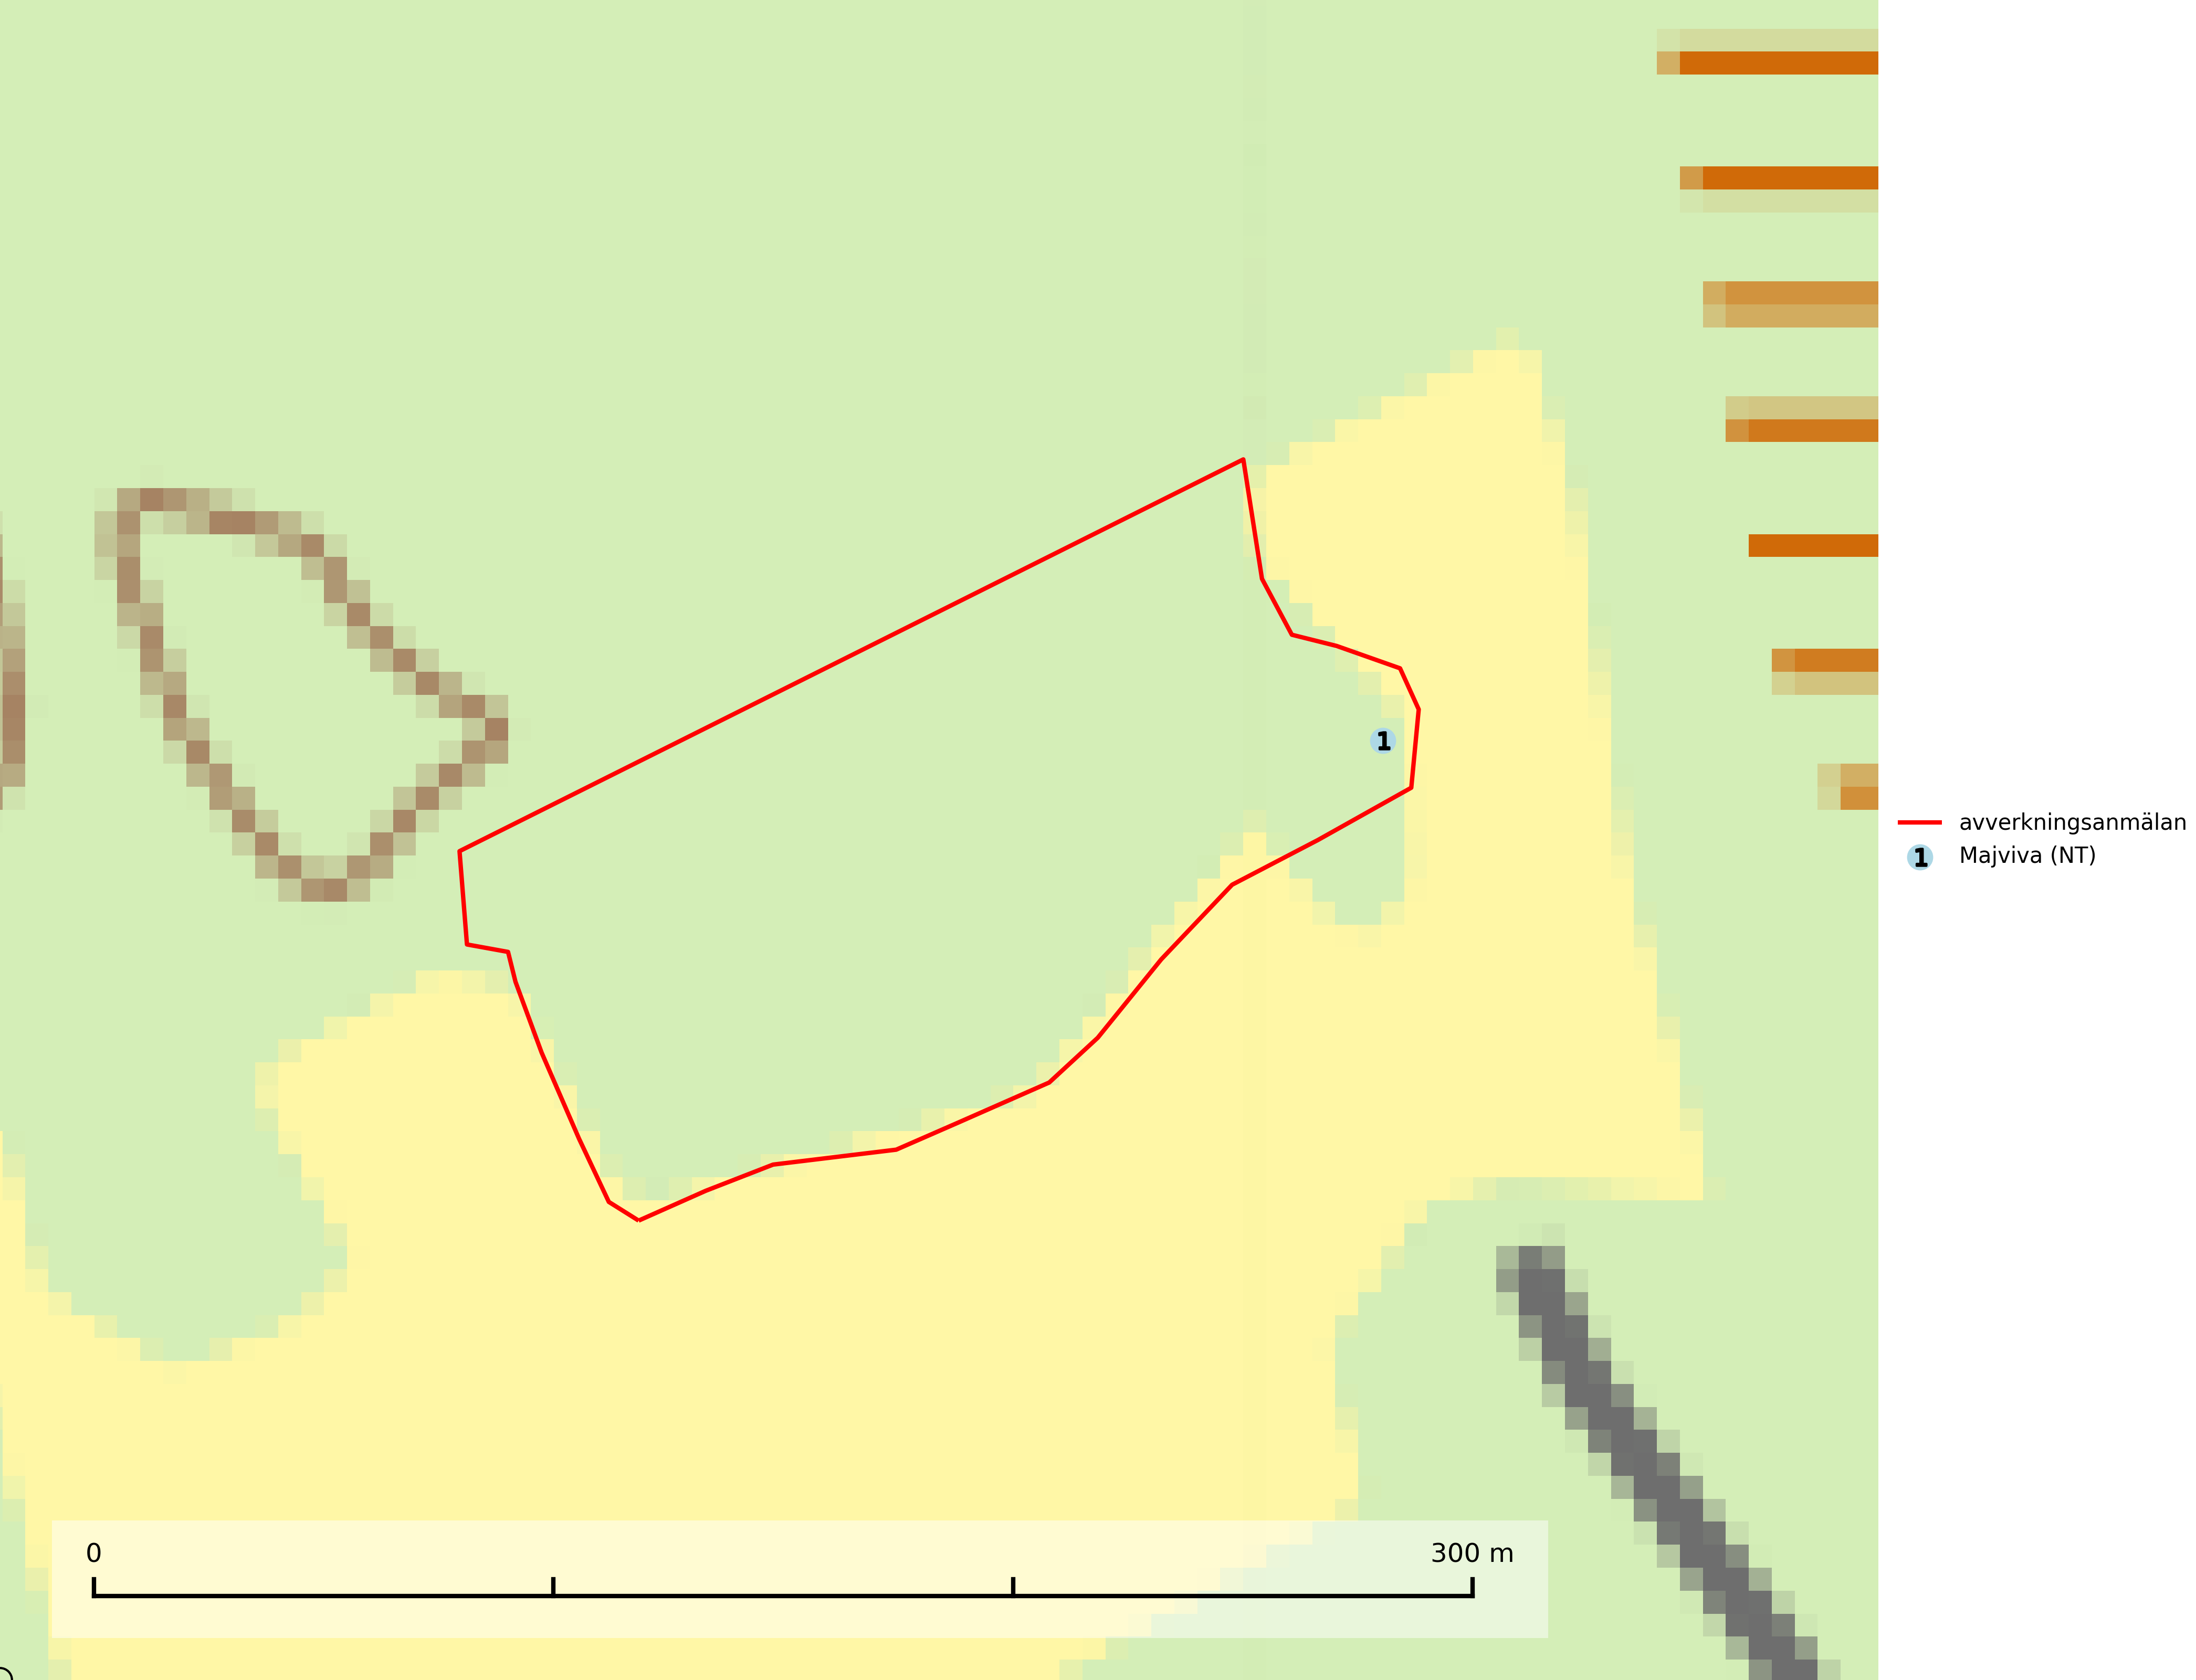 1
avverkningsanmälan
1 Majviva (NT)
0 300 m